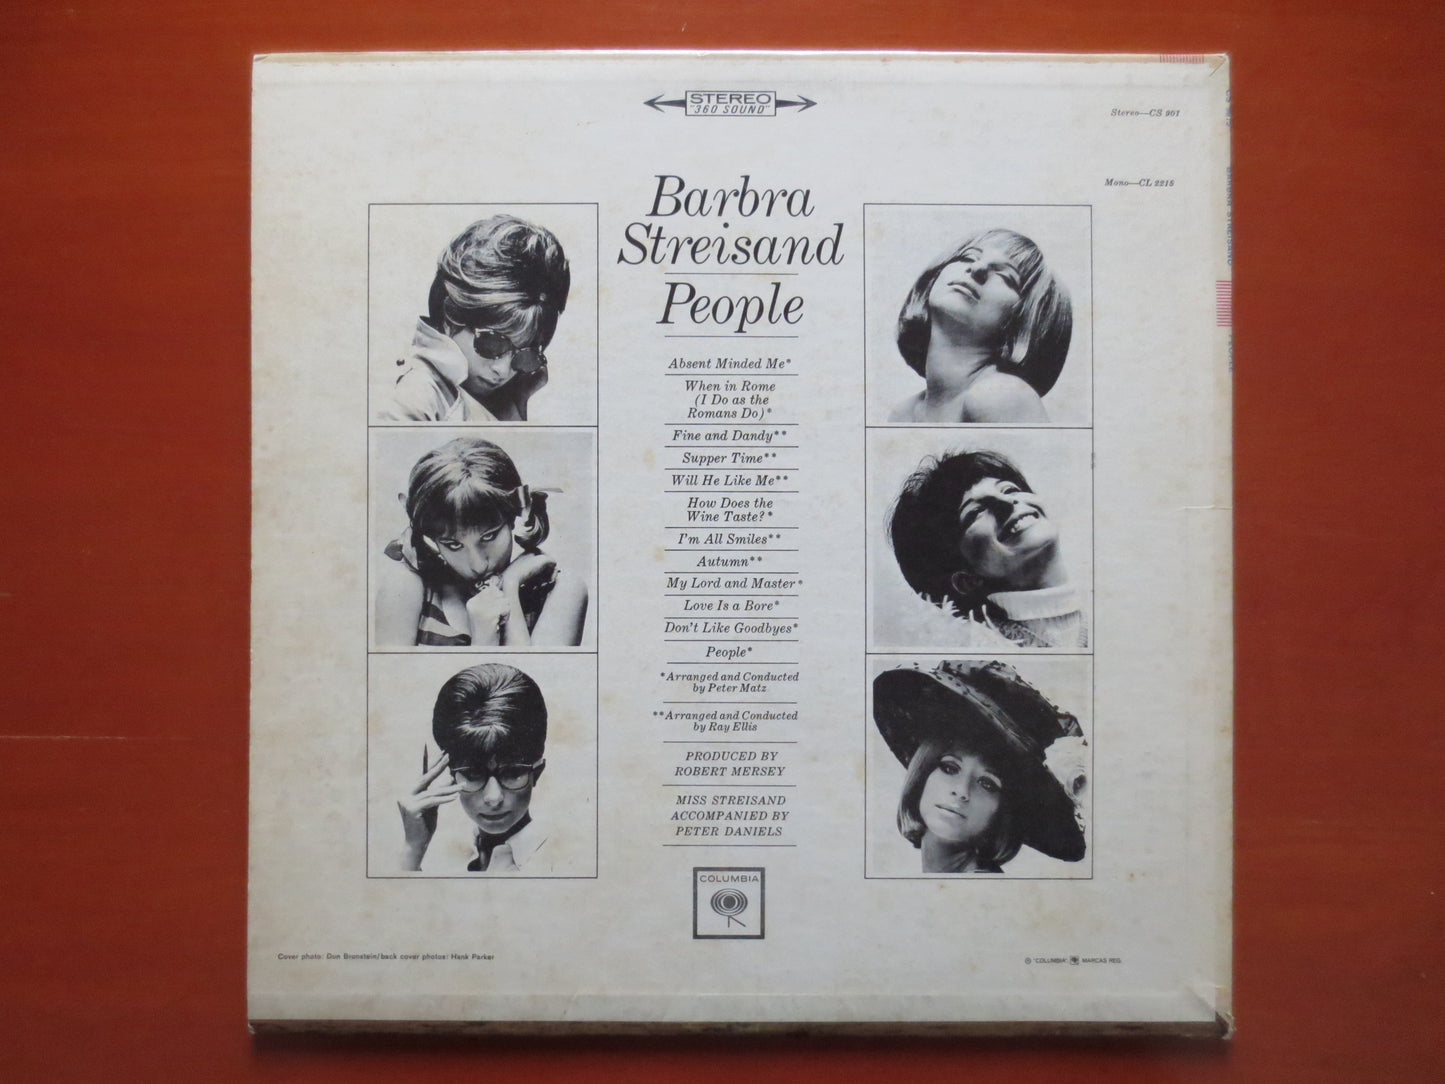 STEREO
"360 SOUND"
Stereo—CS 901
Mono—CL 2215
Barbra
Streisand
People
Absent Minded Me*
When in Rome
(I Do as the
Romans Do)*
Fine and Dandy**
Supper Time**
Will He Like Me**
How Does the
Wine Taste?*
I'm All Smiles**
Autumn**
My Lord and Master*
Love Is a Bore*
Don't Like Goodbyes*
People*
*Arranged and Conducted
by Peter Matz
**Arranged and Conducted
by Ray Ellis
PRODUCED BY
ROBERT MERSEY
MISS STREISAND
ACCOMPANIED BY
PETER DANIELS
COLUMBIA
Cover photo: Don Bronstein/back cover photos: Hank Parker
® "COLUMBIA", MARCAS REG.
BARBRA STREISAND
PEOPLE